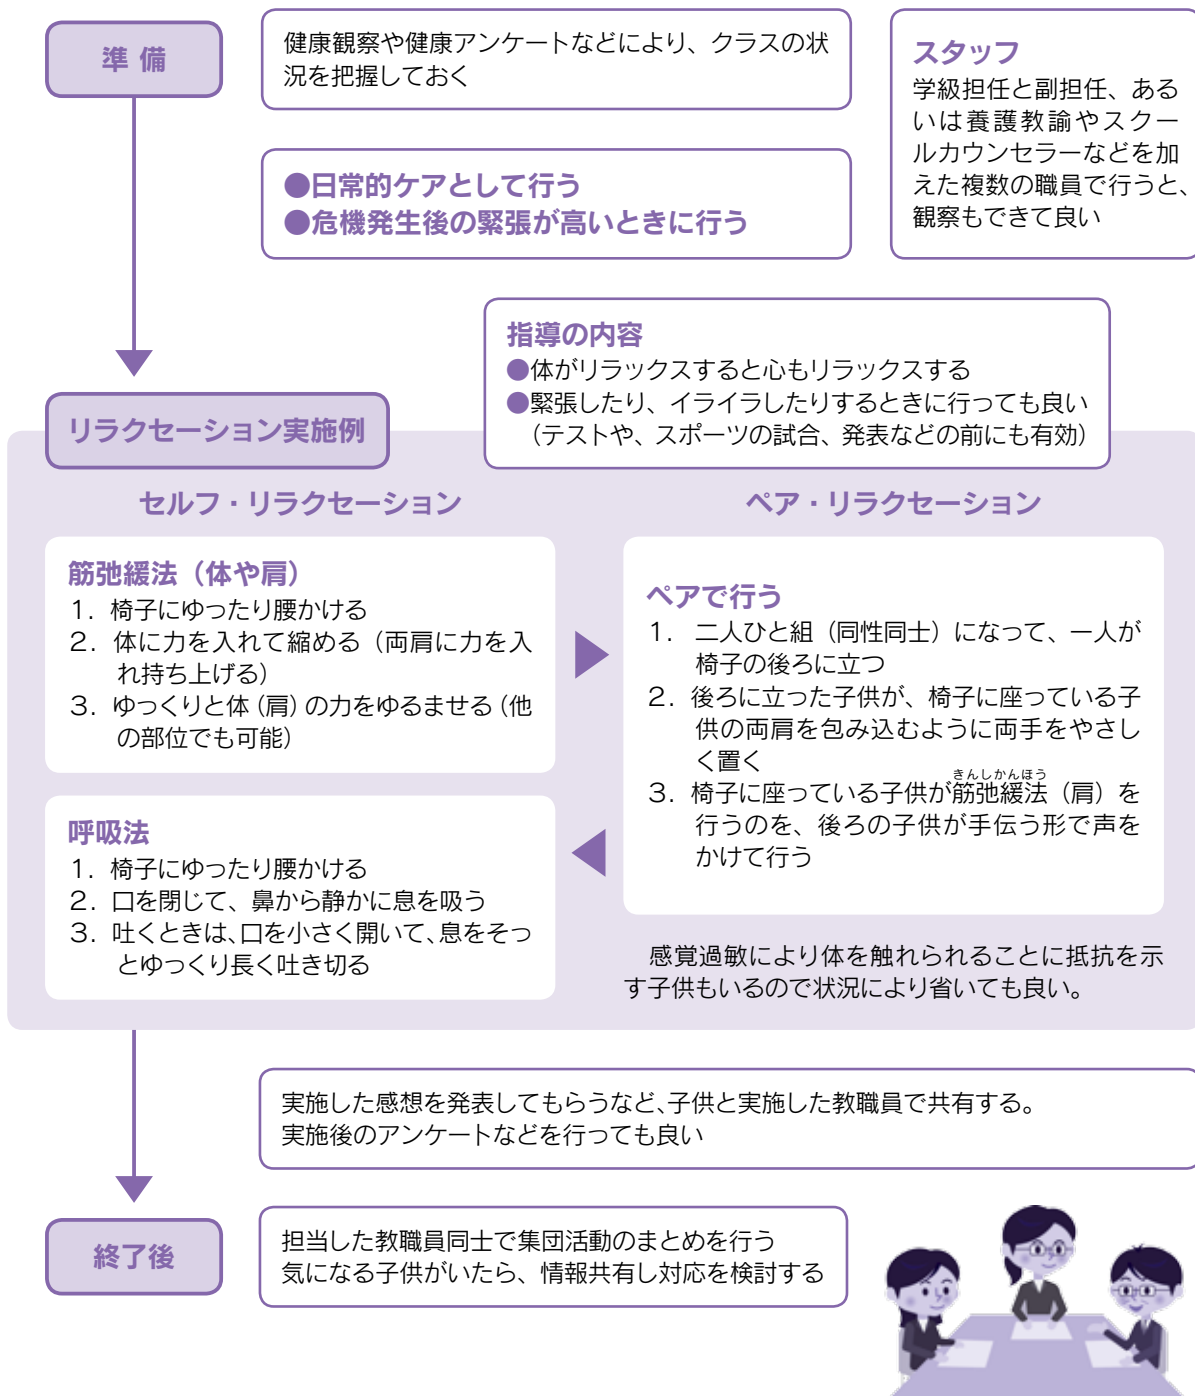 準 備
健康観察や健康アンケートなどにより、クラスの状
況を把握しておく
●日常的ケアとして行う
●危機発生後の緊張が高いときに行う
スタッフ
学級担任と副担任、ある
いは養護教諭やスクー
ルカウンセラーなどを加
えた複数の職員で行うと、
観察もできて良い
指導の内容
●体がリラックスすると心もリラックスする
●緊張したり、イライラしたりするときに行っても良い
（テストや、スポーツの試合、発表などの前にも有効）
リラクセーション実施例
セルフ・リラクセーション
筋弛緩法（体や肩）
1．椅子にゆったり腰かける
2．体に力を入れて縮める（両肩に力を入
れ持ち上げる）
3．ゆっくりと体（肩）の力をゆるませる（他
の部位でも可能）
呼吸法
1．椅子にゆったり腰かける
2．口を閉じて、鼻から静かに息を吸う
3．吐くときは、口を小さく開いて、息をそっ
とゆっくり長く吐き切る
ペア・リラクセーション
ペアで行う
1．二人ひと組（同性同士）になって、一人が
椅子の後ろに立つ
2．後ろに立った子供が、椅子に座っている子
供の両肩を包み込むように両手をやさし
く置く
きんしかんほう
3．椅子に座っている子供が筋弛緩法（肩）を
行うのを、後ろの子供が手伝う形で声を
かけて行う
感覚過敏により体を触れられることに抵抗を示
す子供もいるので状況により省いても良い。
実施した感想を発表してもらうなど、子供と実施した教職員で共有する。
実施後のアンケートなどを行っても良い
終了後
担当した教職員同士で集団活動のまとめを行う
気になる子供がいたら、情報共有し対応を検討する